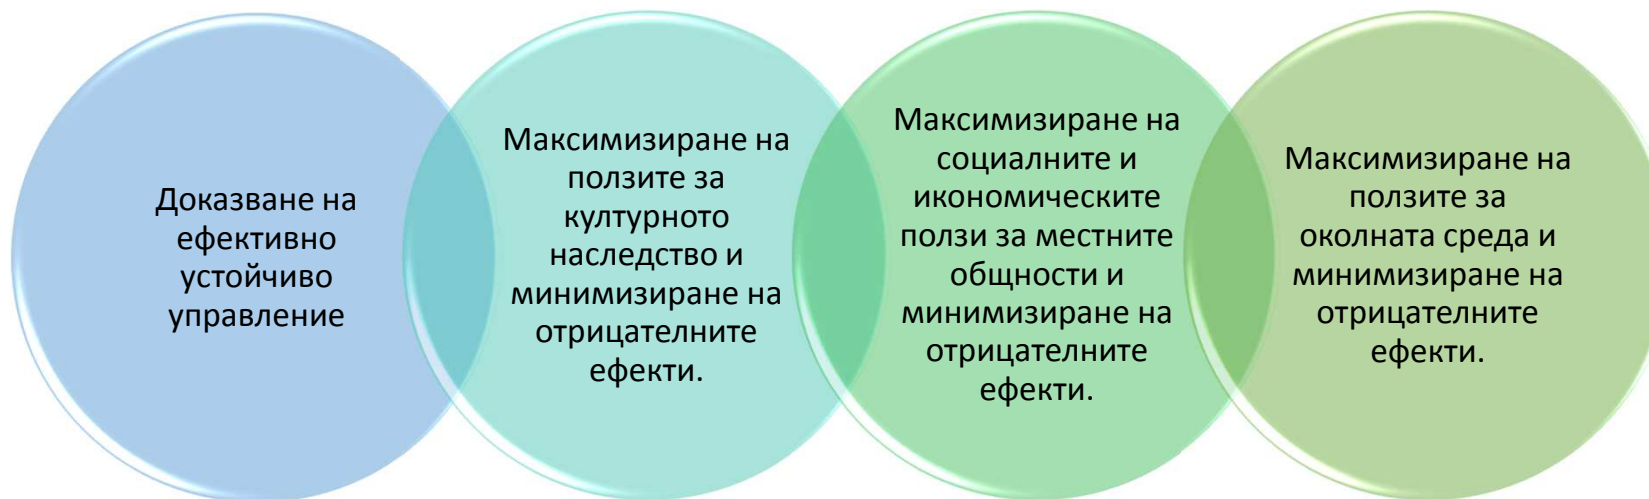 Доказване на
ефективно
устойчиво
управление
Максимизиране на
ползите за
културното
наследство и
минимизиране на
отрицателните
ефекти.
Максимизиране на
социалните и
икономическите
ползи за местните
общности и
минимизиране на
отрицателните
ефекти.
Максимизиране на
ползите за
околната среда и
минимизиране на
отрицателните
ефекти.